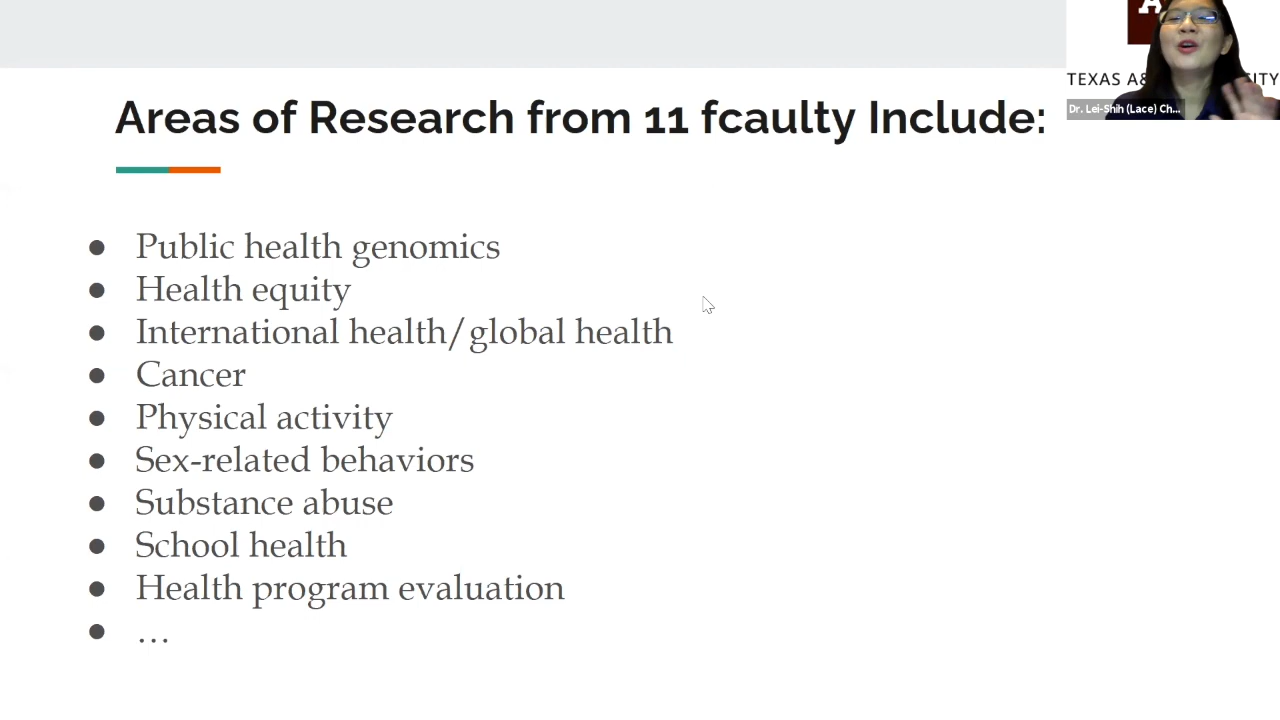 Areas of Research from 11 fcaulty Include:
● Public health genomics
● Health equity
● International health/global health
● Cancer
● Physical activity
● Sex-related behaviors
● Substance abuse
● School health
● Health program evaluation
● …
TEXAS A& ITY
Dr. Lei-Shih (Lace) Ch...